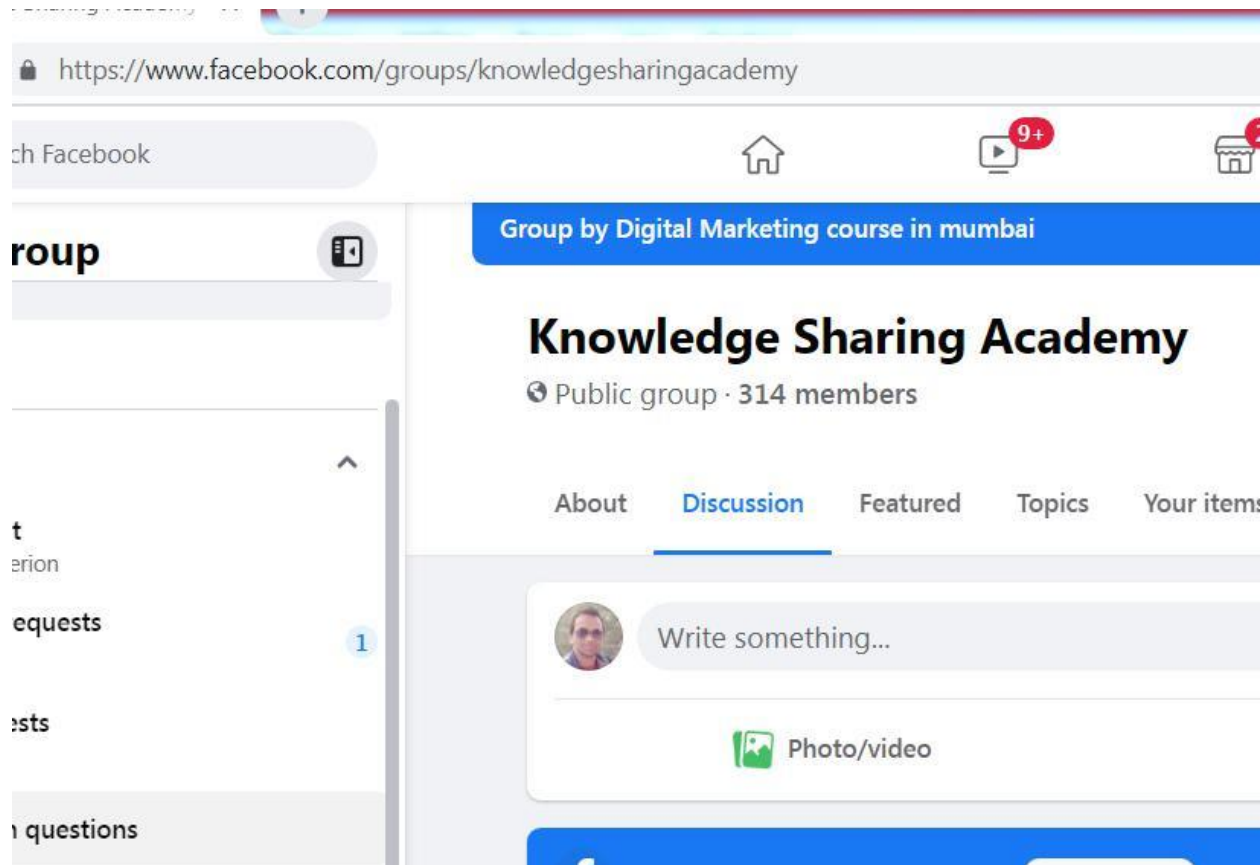 https://www.facebook.com/groups/knowledgesharingacademy
ch Facebook
9+
roup
Group by Digital Marketing course in mumbai
Knowledge Sharing Academy
Public group · 314 members
About Discussion Featured Topics Your items
t
erion
equests
1
ests
questions
Write something...
Photo/video